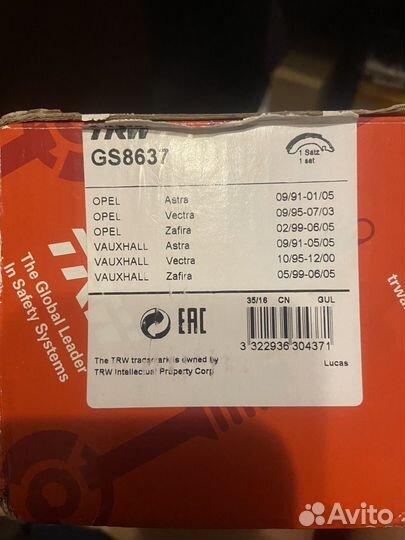 TRW
GS8637
1 Satz
1 set
OPEL Astra 09/91-01/05
OPEL Vectra 09/95-07/03
OPEL Zafira 02/99-06/05
VAUXHALL Astra 09/91-05/05
VAUXHALL Vectra 10/95-12/00
VAUXHALL Zafira 05/99-06/05
35/16 CN GUL
EAC
3 322936 304371
The TRW trademark is owned by
TRW Intellectual Property Corp
Lucas
The Global Leader
in Safety Systems
trw
Avito